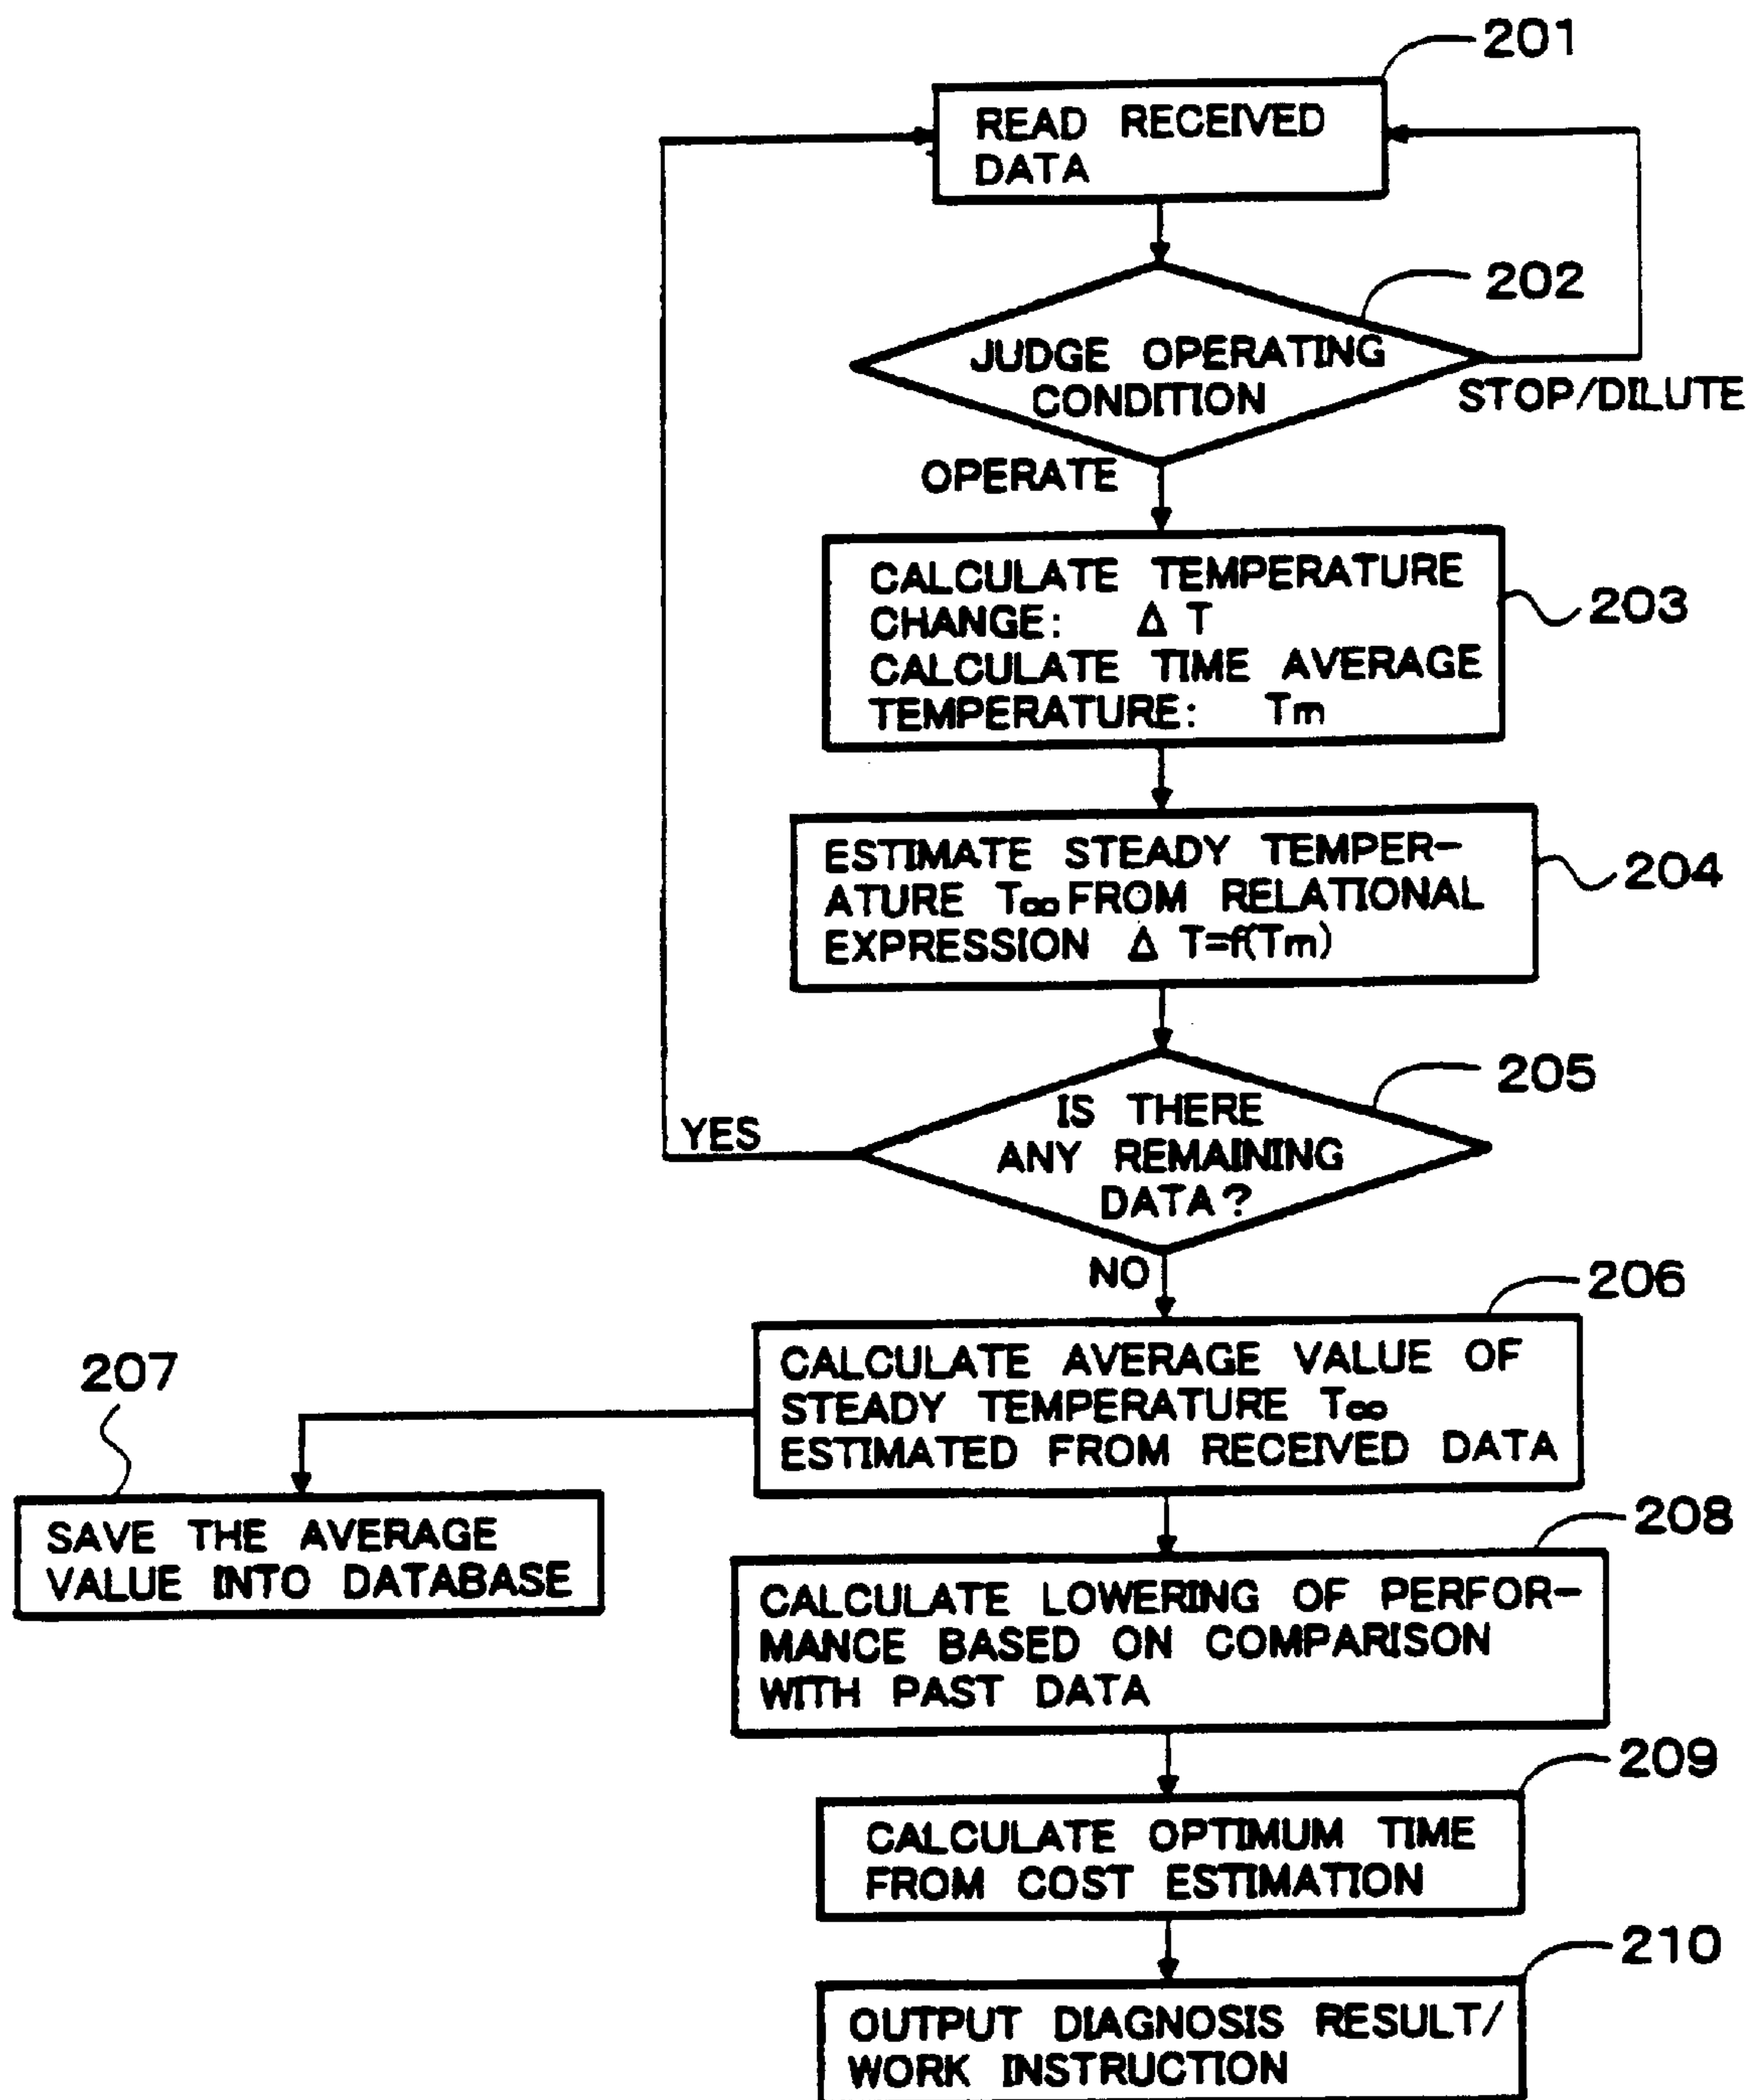 201
READ RECEIVED
DATA
202
JUDGE OPERATING
CONDITION
STOP/DILUTE
OPERATE
CALCULATE TEMPERATURE
CHANGE: Δ T
CALCULATE TIME AVERAGE
TEMPERATURE: Tm
203
ESTIMATE STEADY TEMPER-
ATURE T∞ FROM RELATIONAL
EXPRESSION Δ T=f(Tm)
204
205
IS THERE
ANY REMAINING
DATA?
YES
NO
206
CALCULATE AVERAGE VALUE OF
STEADY TEMPERATURE T∞
ESTIMATED FROM RECEIVED DATA
207
SAVE THE AVERAGE
VALUE INTO DATABASE
208
CALCULATE LOWERING OF PERFOR-
MANCE BASED ON COMPARISON
WITH PAST DATA
209
CALCULATE OPTIMUM TIME
FROM COST ESTIMATION
210
OUTPUT DIAGNOSIS RESULT/
WORK INSTRUCTION